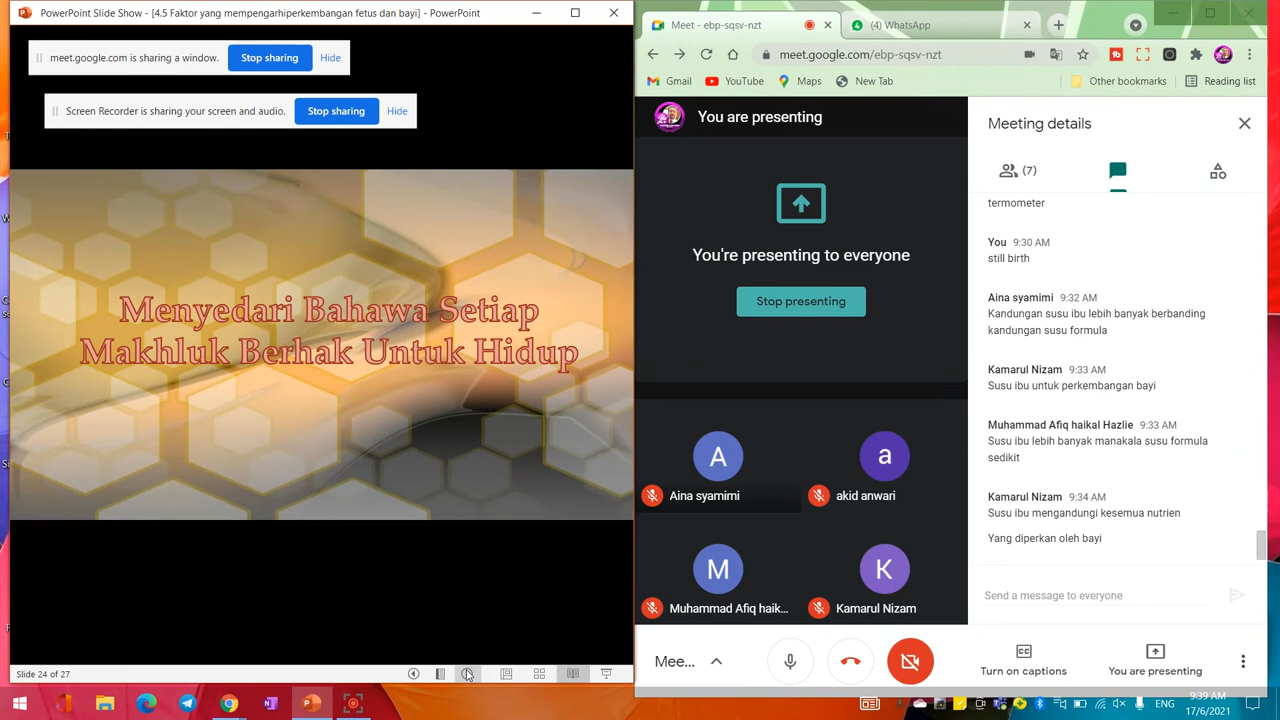 PowerPoint Slide Show - [4.5 Faktor yang mempengarhiperkembangan fetus dan bayi] - PowerPoint
meet.google.com is sharing a window. Stop sharing Hide
Screen Recorder is sharing your screen and audio. Stop sharing Hide
Menyedari Bahawa Setiap
Makhluk Berhak Untuk Hidup
Slide 24 of 27
Meet - ebp-sqsv-nzt
(4) WhatsApp
meet.google.com/ebp-sqsv-nzt
Gmail YouTube Maps New Tab Other bookmarks Reading list
You are presenting
You're presenting to everyone
Stop presenting
A
Aina syamimi
a
akid anwari
M
Muhammad Afiq haik...
K
Kamarul Nizam
Meeting details
(7)
termometer
You 9:30 AM
still birth
Aina syamimi 9:32 AM
Kandungan susu ibu lebih banyak berbanding
kandungan susu formula
Kamarul Nizam 9:33 AM
Susu ibu untuk perkembangan bayi
Muhammad Afiq haikal Hazlie 9:33 AM
Susu ibu lebih banyak manakala susu formula
sedikit
Kamarul Nizam 9:34 AM
Susu ibu mengandungi kesemua nutrien
Yang diperkan oleh bayi
Send a message to everyone
Mee...
Turn on captions
You are presenting
ENG
9:39 AM
17/6/2021